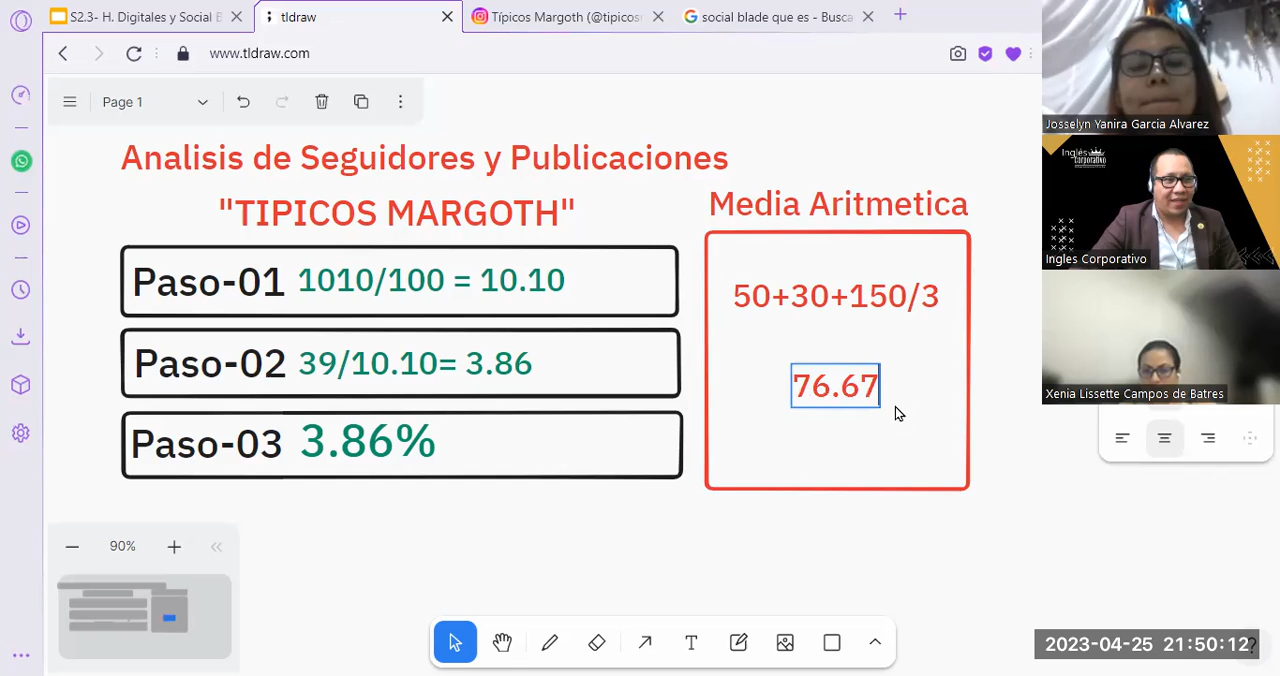 S2.3- H. Digitales y Social B
tldraw
Típicos Margoth (@tipicos
social blade que es - Busca
www.tldraw.com
Page 1
Analisis de Seguidores y Publicaciones
"TIPICOS MARGOTH"
Paso-01 1010/100 = 10.10
Paso-02 39/10.10= 3.86
Paso-03 3.86%
Media Aritmetica
50+30+150/3
76.67
90%
Josselyn Yanira Garcia Alvarez
Inglés
Corporativo
Ingles Corporativo
Xenia Lissette Campos de Batres
2023-04-25 21:50:12